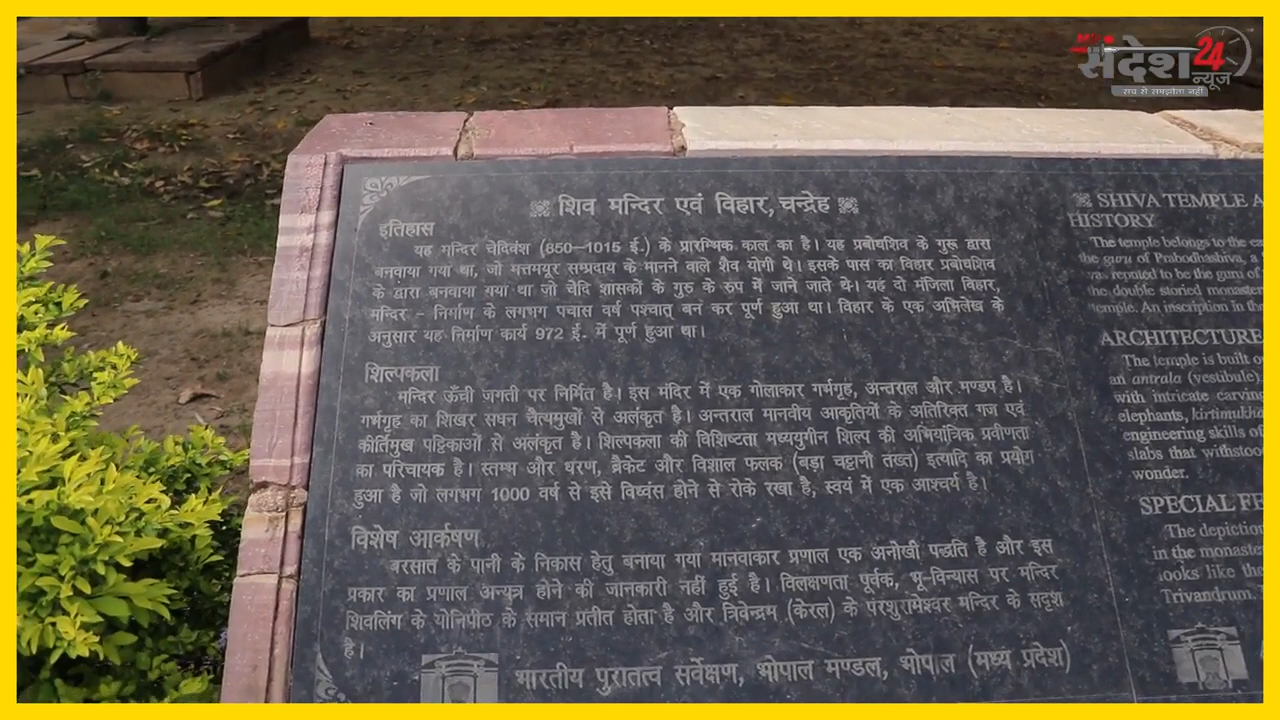 संदेश 24
न्यूज़
सच से समझौता नहीं
शिव मन्दिर एवं विहार, चन्द्रेह
इतिहास
यह मन्दिर चेदिवंश (850–1015 ई.) के प्रारम्भिक काल का है। यह प्रबोधशिव के गुरू द्वारा
बनवाया गया था, जो मत्तमयूर सम्प्रदाय के मानने वाले शैव योगी थे। इसके पास का विहार प्रबोधशिव
के द्वारा बनवाया गया था जो चेदि शासकों के गुरु के रुप में जाने जाते थे। यह दो मंजिला विहार,
मन्दिर – निर्माण के लगभग पचास वर्ष पश्चात् बन कर पूर्ण हुआ था। विहार के एक अभिलेख के
अनुसार यह निर्माण कार्य 972 ई. में पूर्ण हुआ था।
शिल्पकला
मन्दिर ऊँची जगती पर निर्मित है। इस मंदिर में एक गोलाकार गर्भगृह, अन्तराल और मण्डप है।
गर्भगृह का शिखर सघन चैत्यमुखों से अलंकृत है। अन्तराल मानवीय आकृतियों के अतिरिक्त गज एवं
कीर्तिमुख पट्टिकाओं से अलंकृत है। शिल्पकला की विशिष्टता मध्ययुगीन शिल्प की अभियांत्रिक प्रवीणता
का परिचायक है। स्तम्भ और धरण, ब्रैकेट और विशाल फलक (बड़ा चट्टानी तख्त) इत्यादि का प्रयोग
हुआ है जो लगभग 1000 वर्ष से इसे विध्वंस होने से रोके रखा है, स्वयं में एक आश्चर्य है।
विशेष आर्कषण
बरसात के पानी के निकास हेतु बनाया गया मानवाकार प्रणाल एक अनोखी पद्धति है और इस
प्रकार का प्रणाल अन्यत्र होने की जानकारी नहीं हुई है। विलक्षणता पूर्वक, भू-विन्यास पर मन्दिर
शिवलिंग के योनिपीठ के समान प्रतीत होता है और त्रिवेन्द्रम (केरल) के परशुरामेश्वर मन्दिर के सदृश
है।
भारतीय पुरातत्व सर्वेक्षण, भोपाल मण्डल, भोपाल (मध्य प्रदेश)
SHIVA TEMPLE A
HISTORY
The temple belongs to the ea
the guru of Prabodhashiva, a
was reputed to be the guru of
the double storied monaster
temple. An inscription in the
ARCHITECTURE
The temple is built o
an antrala (vestibule).
with intricate carving
elephants, kirtimukha
engineering skills of
slabs that withstoo
wonder.
SPECIAL FE
The depiction
in the monaste
looks like the
Trivandrum.